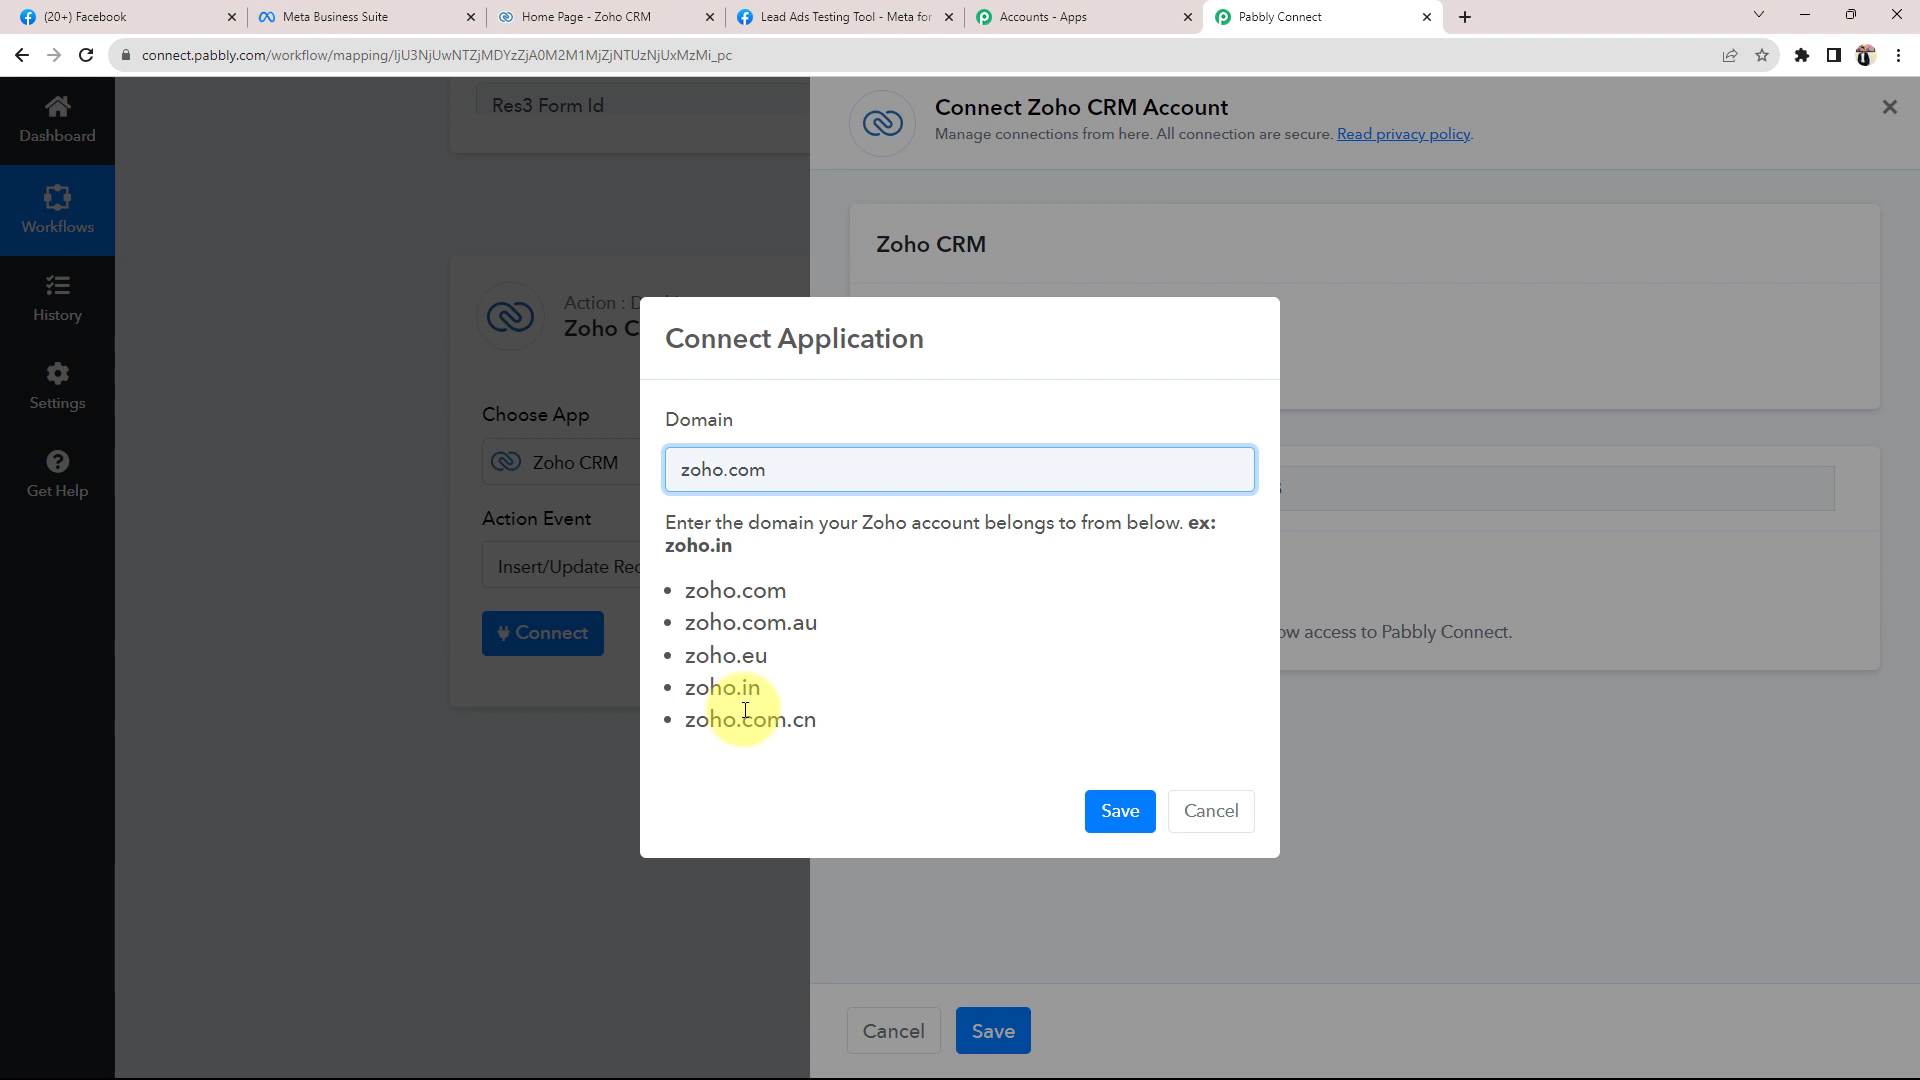 (20+) Facebook
Meta Business Suite
Home Page - Zoho CRM
Lead Ads Testing Tool - Meta for
Accounts - Apps
Pabbly Connect
connect.pabbly.com/workflow/mapping/IjU3NjUwNTZjMDYzZjA0M2M1MjZjNTUzNjUxMzMi_pc
Dashboard
Workflows
History
Settings
Get Help
Res3 Form Id
Action :
Zoho C
Choose App
Zoho CRM
Action Event
Insert/Update Rec
Connect
Connect Zoho CRM Account
Manage connections from here. All connection are secure. Read privacy policy.
Zoho CRM
Connect Application
Domain
zoho.com
Enter the domain your Zoho account belongs to from below. ex:
zoho.in
• zoho.com
• zoho.com.au
• zoho.eu
• zoho.in
• zoho.com.cn
Save
Cancel
ow access to Pabbly Connect.
Cancel
Save